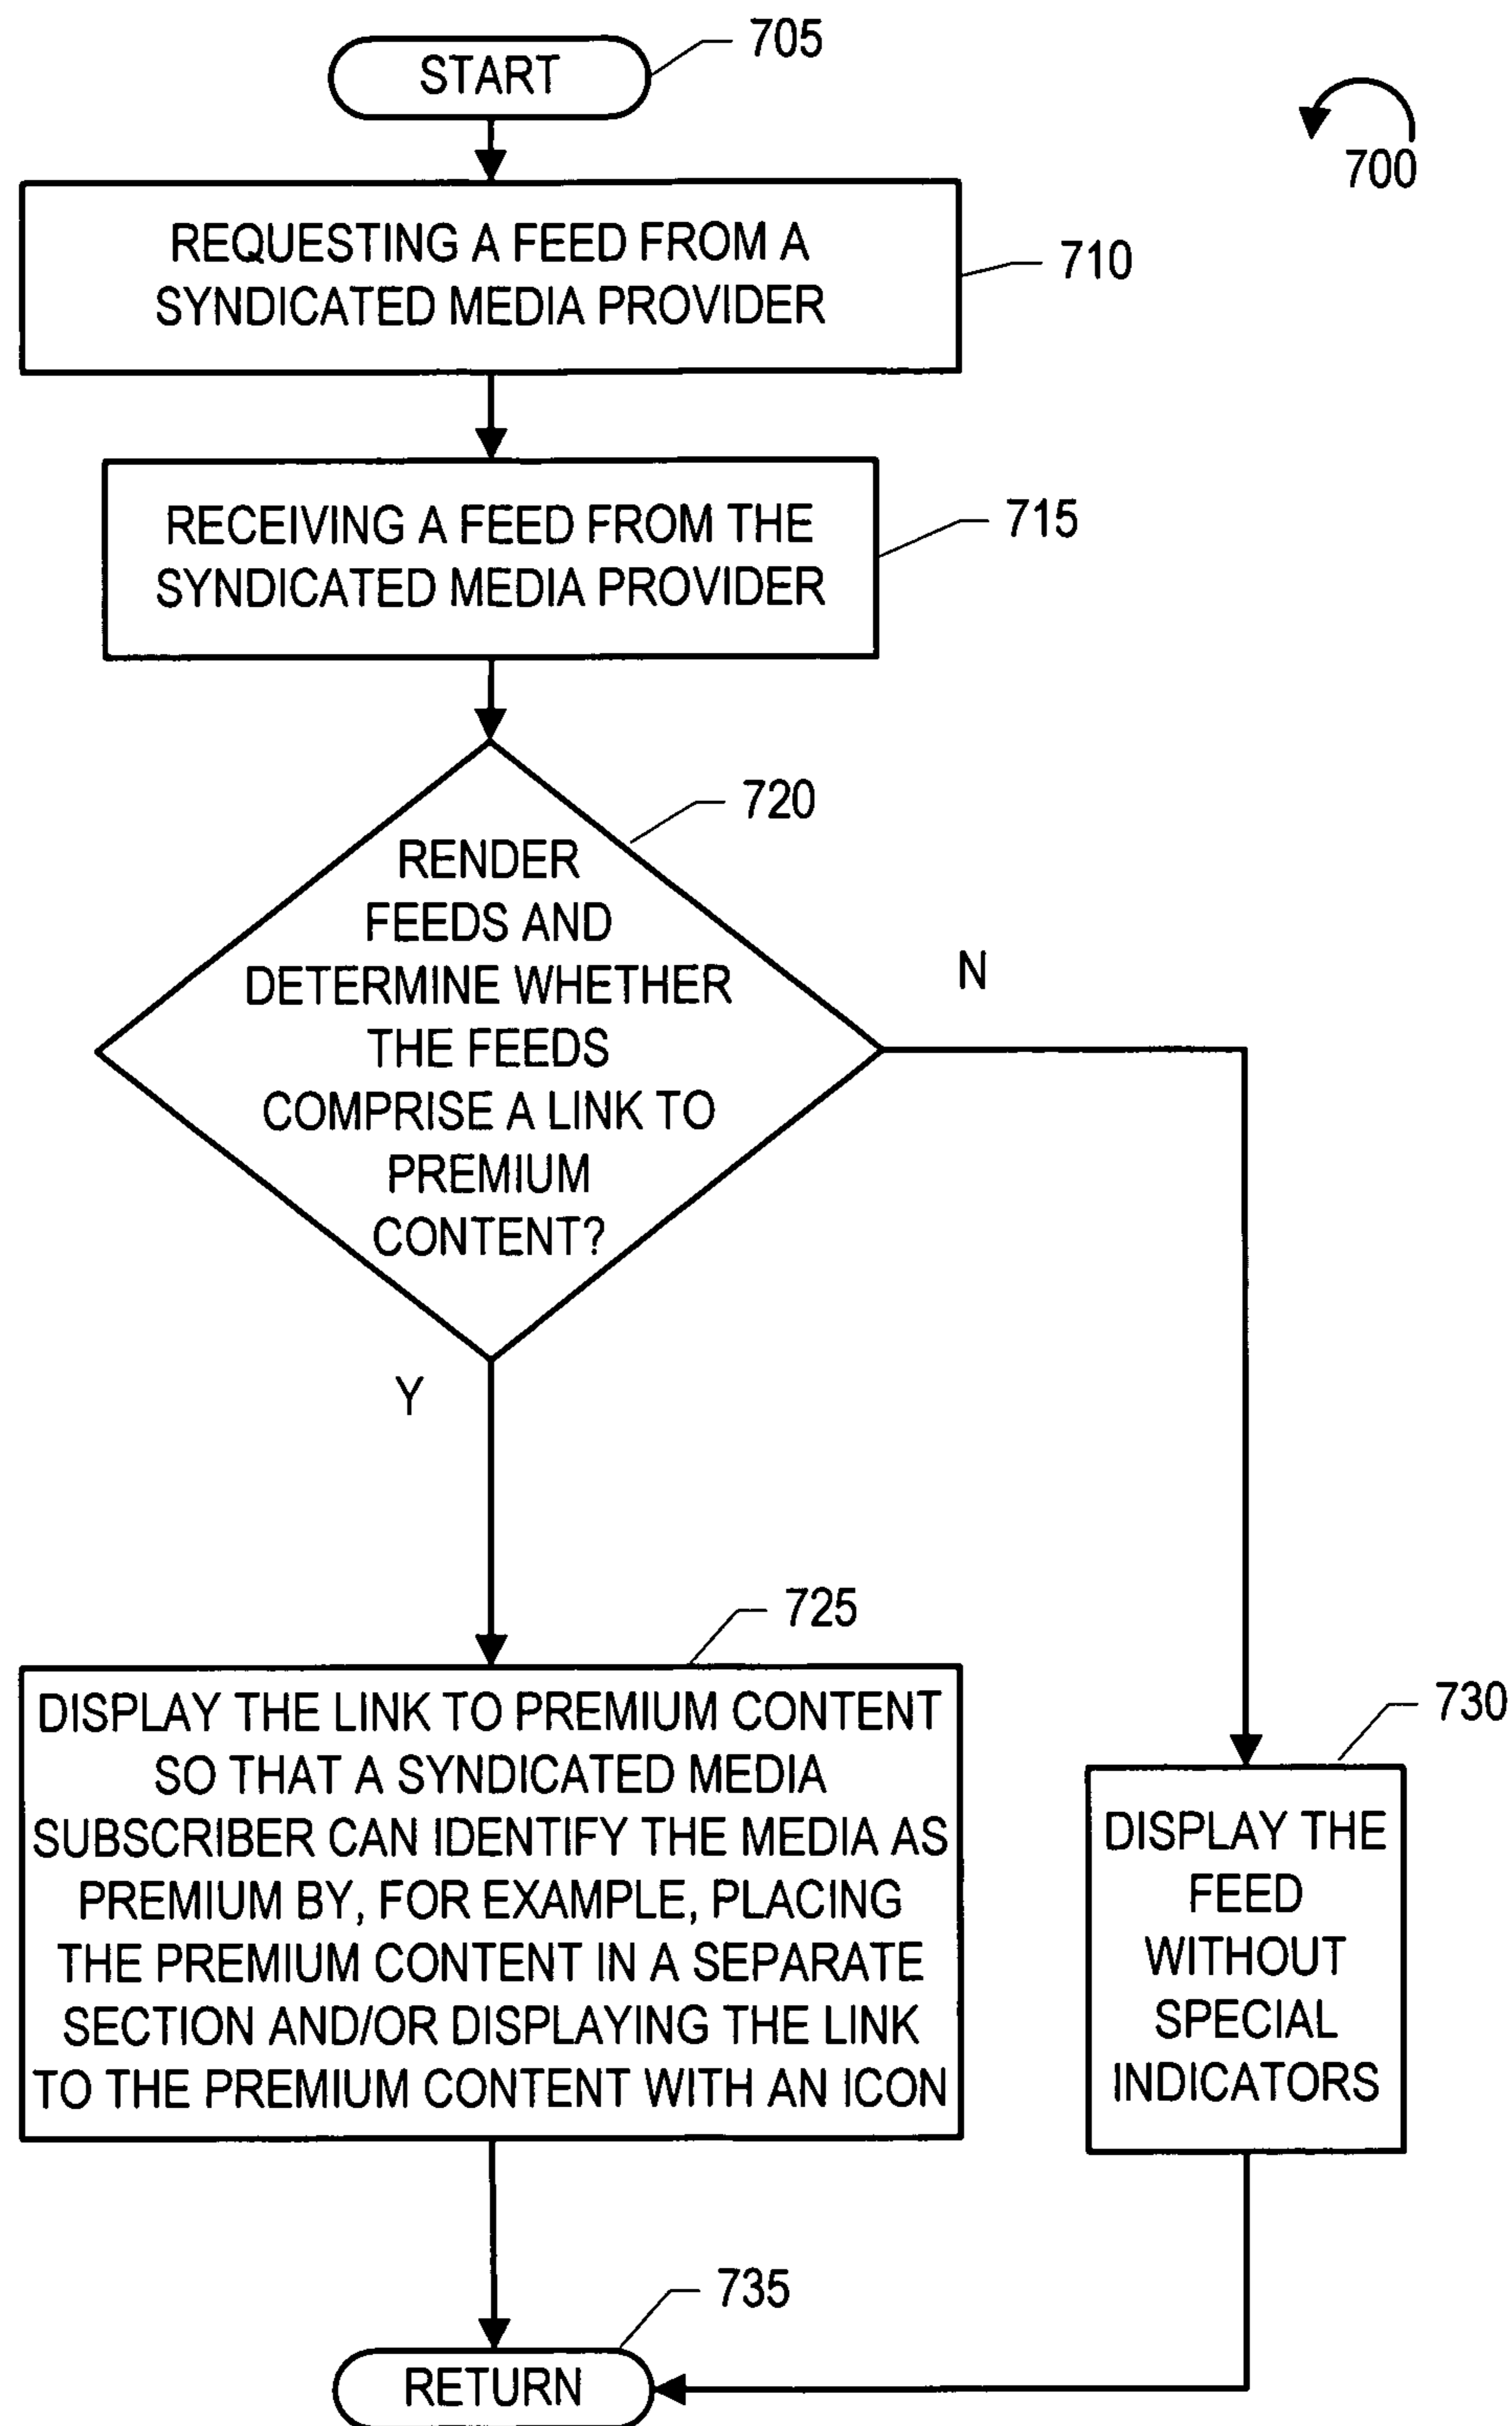 START
705
700
REQUESTING A FEED FROM A
SYNDICATED MEDIA PROVIDER
710
RECEIVING A FEED FROM THE
SYNDICATED MEDIA PROVIDER
715
720
RENDER
FEEDS AND
DETERMINE WHETHER
THE FEEDS
COMPRISE A LINK TO
PREMIUM
CONTENT?
N
Y
725
DISPLAY THE LINK TO PREMIUM CONTENT
SO THAT A SYNDICATED MEDIA
SUBSCRIBER CAN IDENTIFY THE MEDIA AS
PREMIUM BY, FOR EXAMPLE, PLACING
THE PREMIUM CONTENT IN A SEPARATE
SECTION AND/OR DISPLAYING THE LINK
TO THE PREMIUM CONTENT WITH AN ICON
730
DISPLAY THE
FEED
WITHOUT
SPECIAL
INDICATORS
735
RETURN